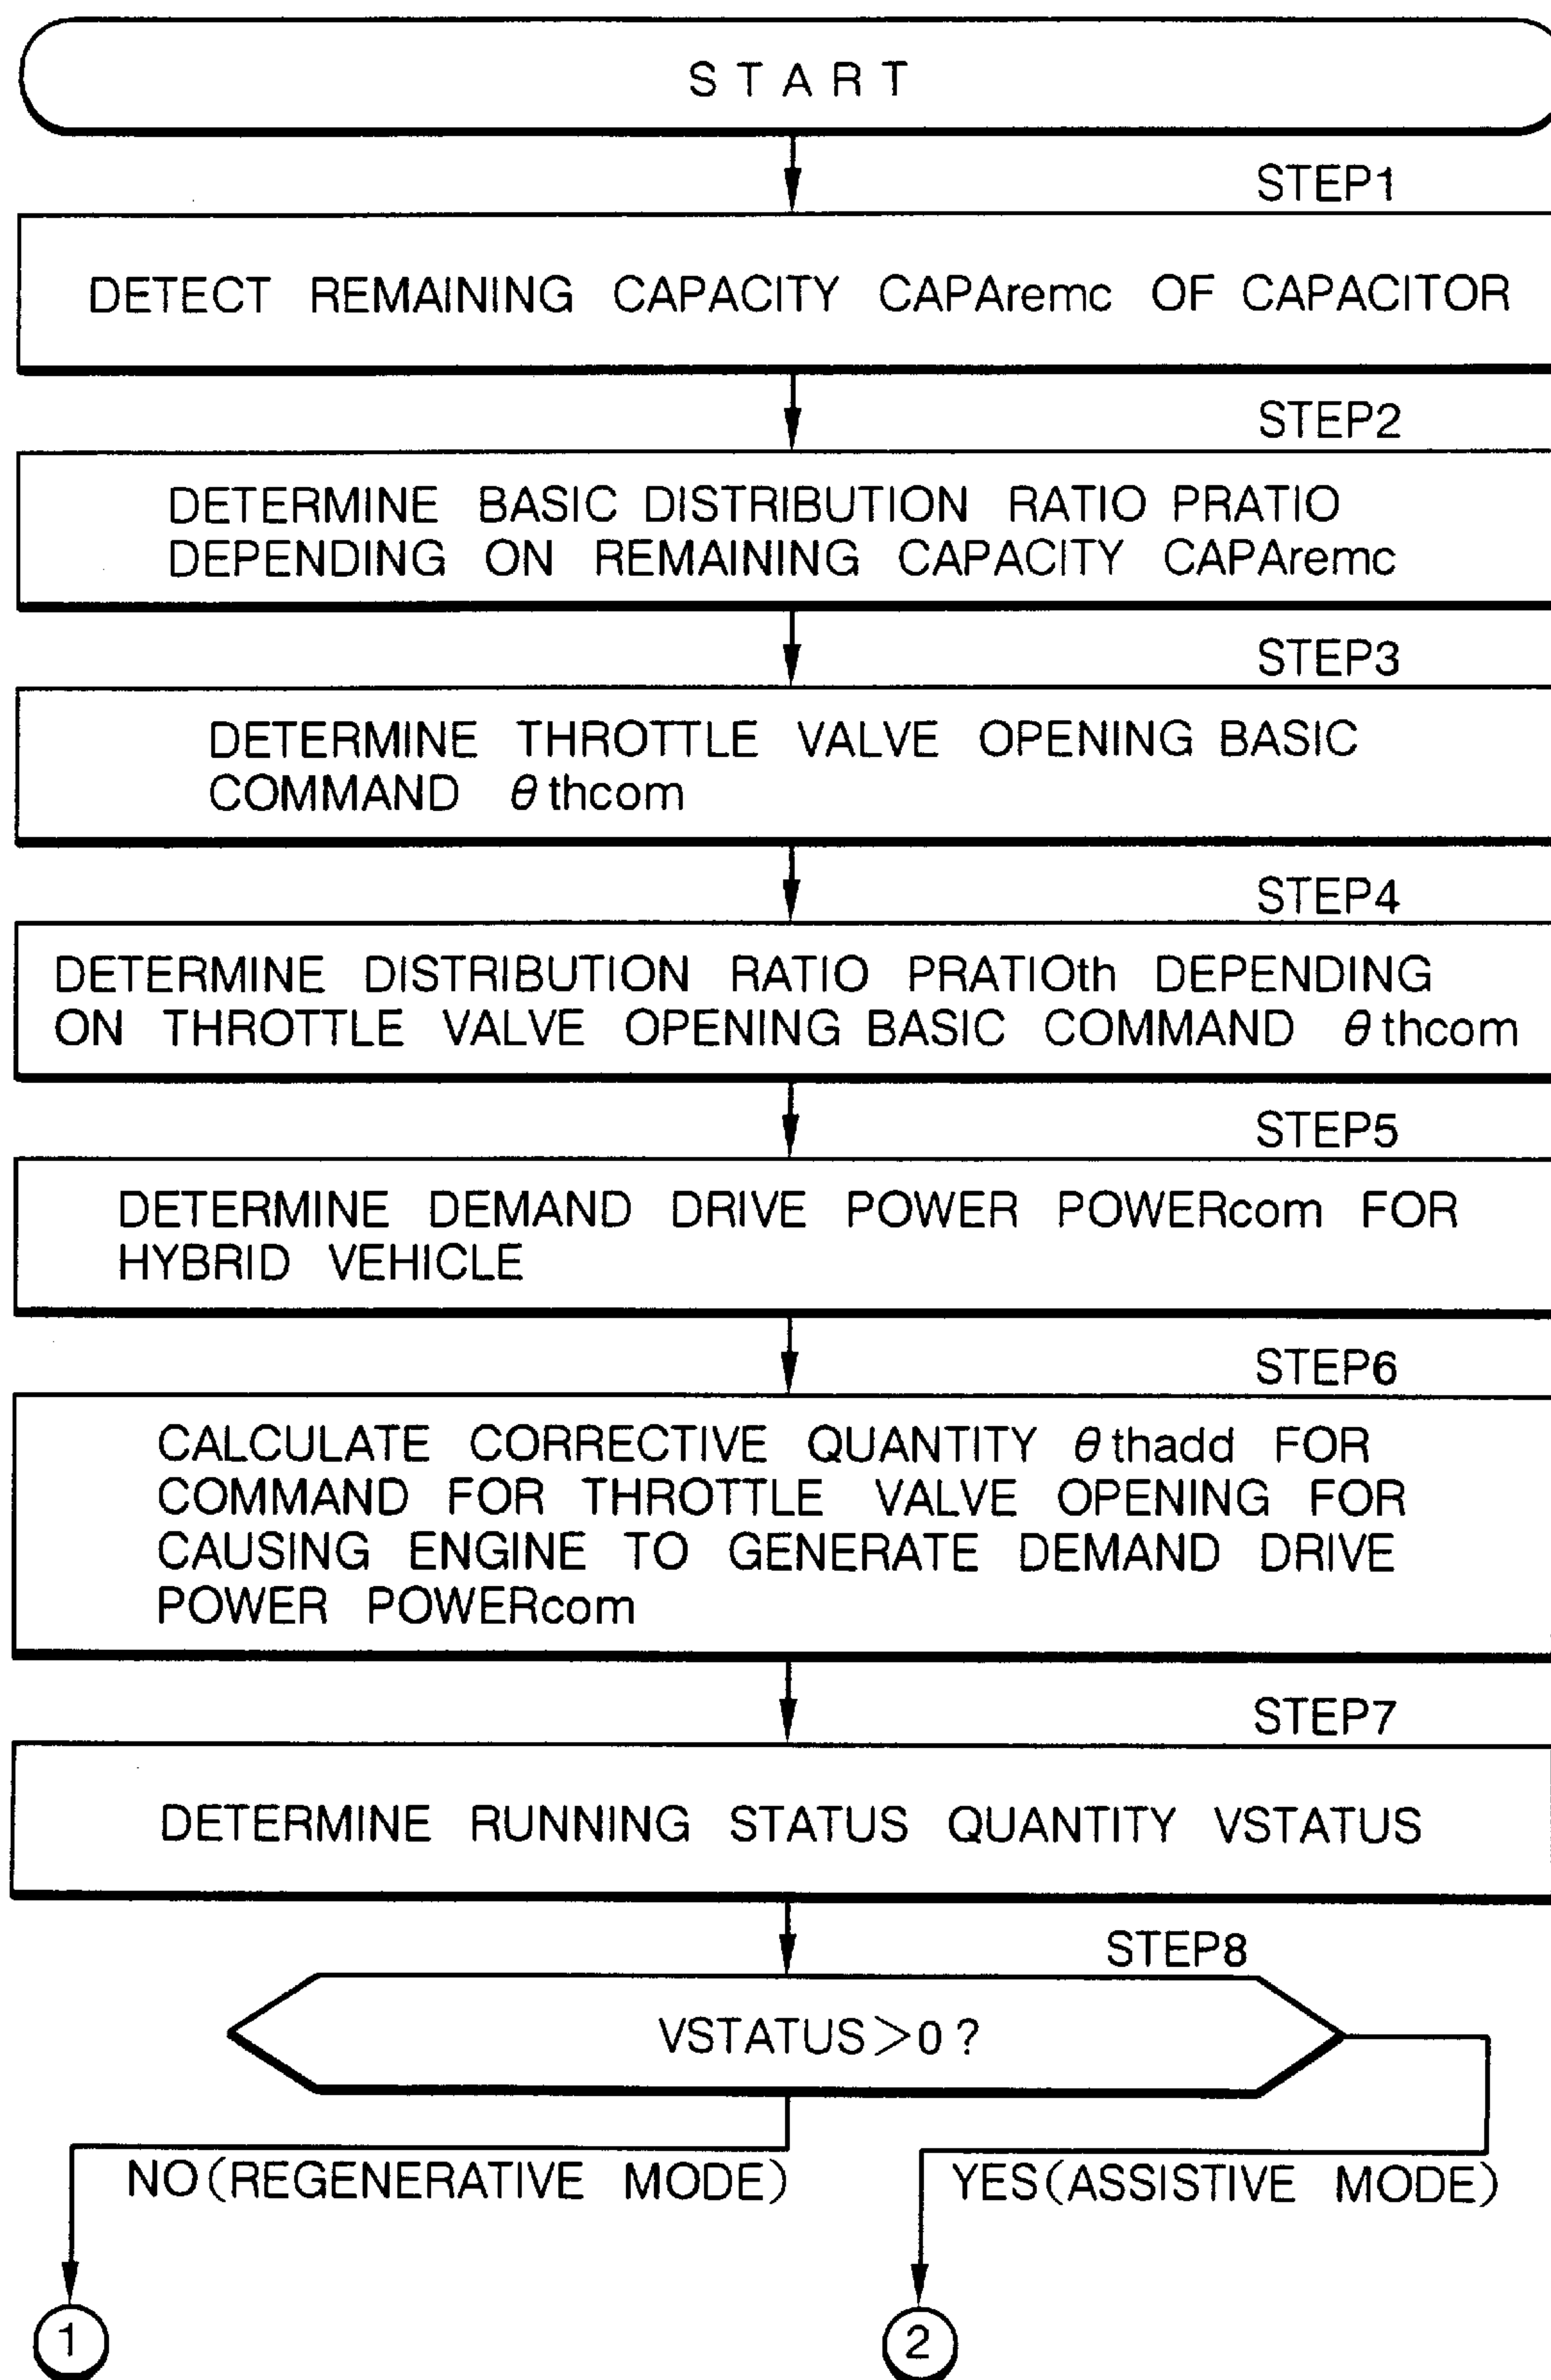 START
STEP1
DETECT REMAINING CAPACITY CAPAremc OF CAPACITOR
STEP2
DETERMINE BASIC DISTRIBUTION RATIO PRATIO
DEPENDING ON REMAINING CAPACITY CAPAremc
STEP3
DETERMINE THROTTLE VALVE OPENING BASIC
COMMAND θthcom
STEP4
DETERMINE DISTRIBUTION RATIO PRATIOth DEPENDING
ON THROTTLE VALVE OPENING BASIC COMMAND θthcom
STEP5
DETERMINE DEMAND DRIVE POWER POWERcom FOR
HYBRID VEHICLE
STEP6
CALCULATE CORRECTIVE QUANTITY θthadd FOR
COMMAND FOR THROTTLE VALVE OPENING FOR
CAUSING ENGINE TO GENERATE DEMAND DRIVE
POWER POWERcom
STEP7
DETERMINE RUNNING STATUS QUANTITY VSTATUS
STEP8
VSTATUS>0?
NO(REGENERATIVE MODE)
YES(ASSISTIVE MODE)
1
2